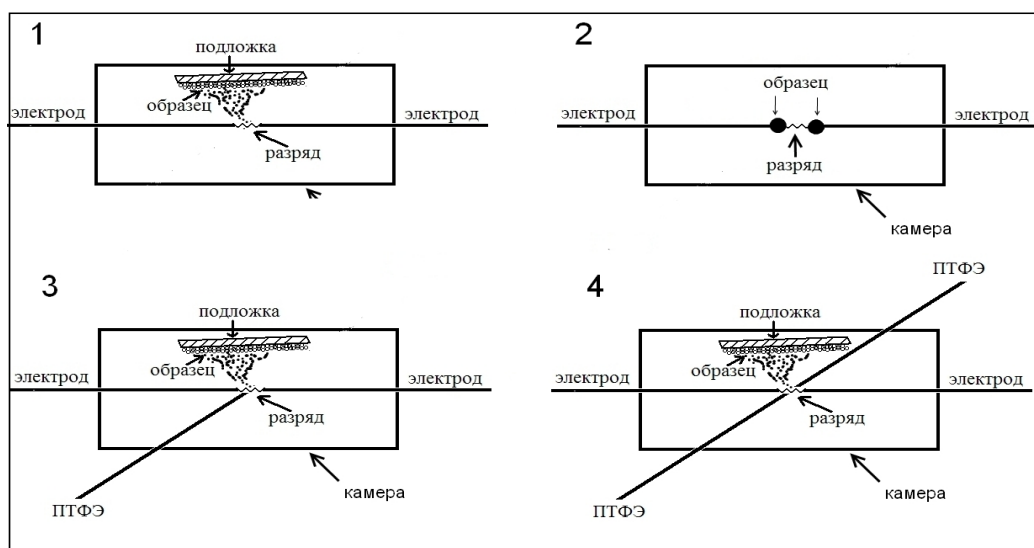 1
подложка
образец
электрод
электрод
разряд
2
образец
электрод
электрод
разряд
камера
3
подложка
образец
электрод
электрод
разряд
ПТФЭ
камера
4
ПТФЭ
подложка
образец
электрод
электрод
разряд
ПТФЭ
камера